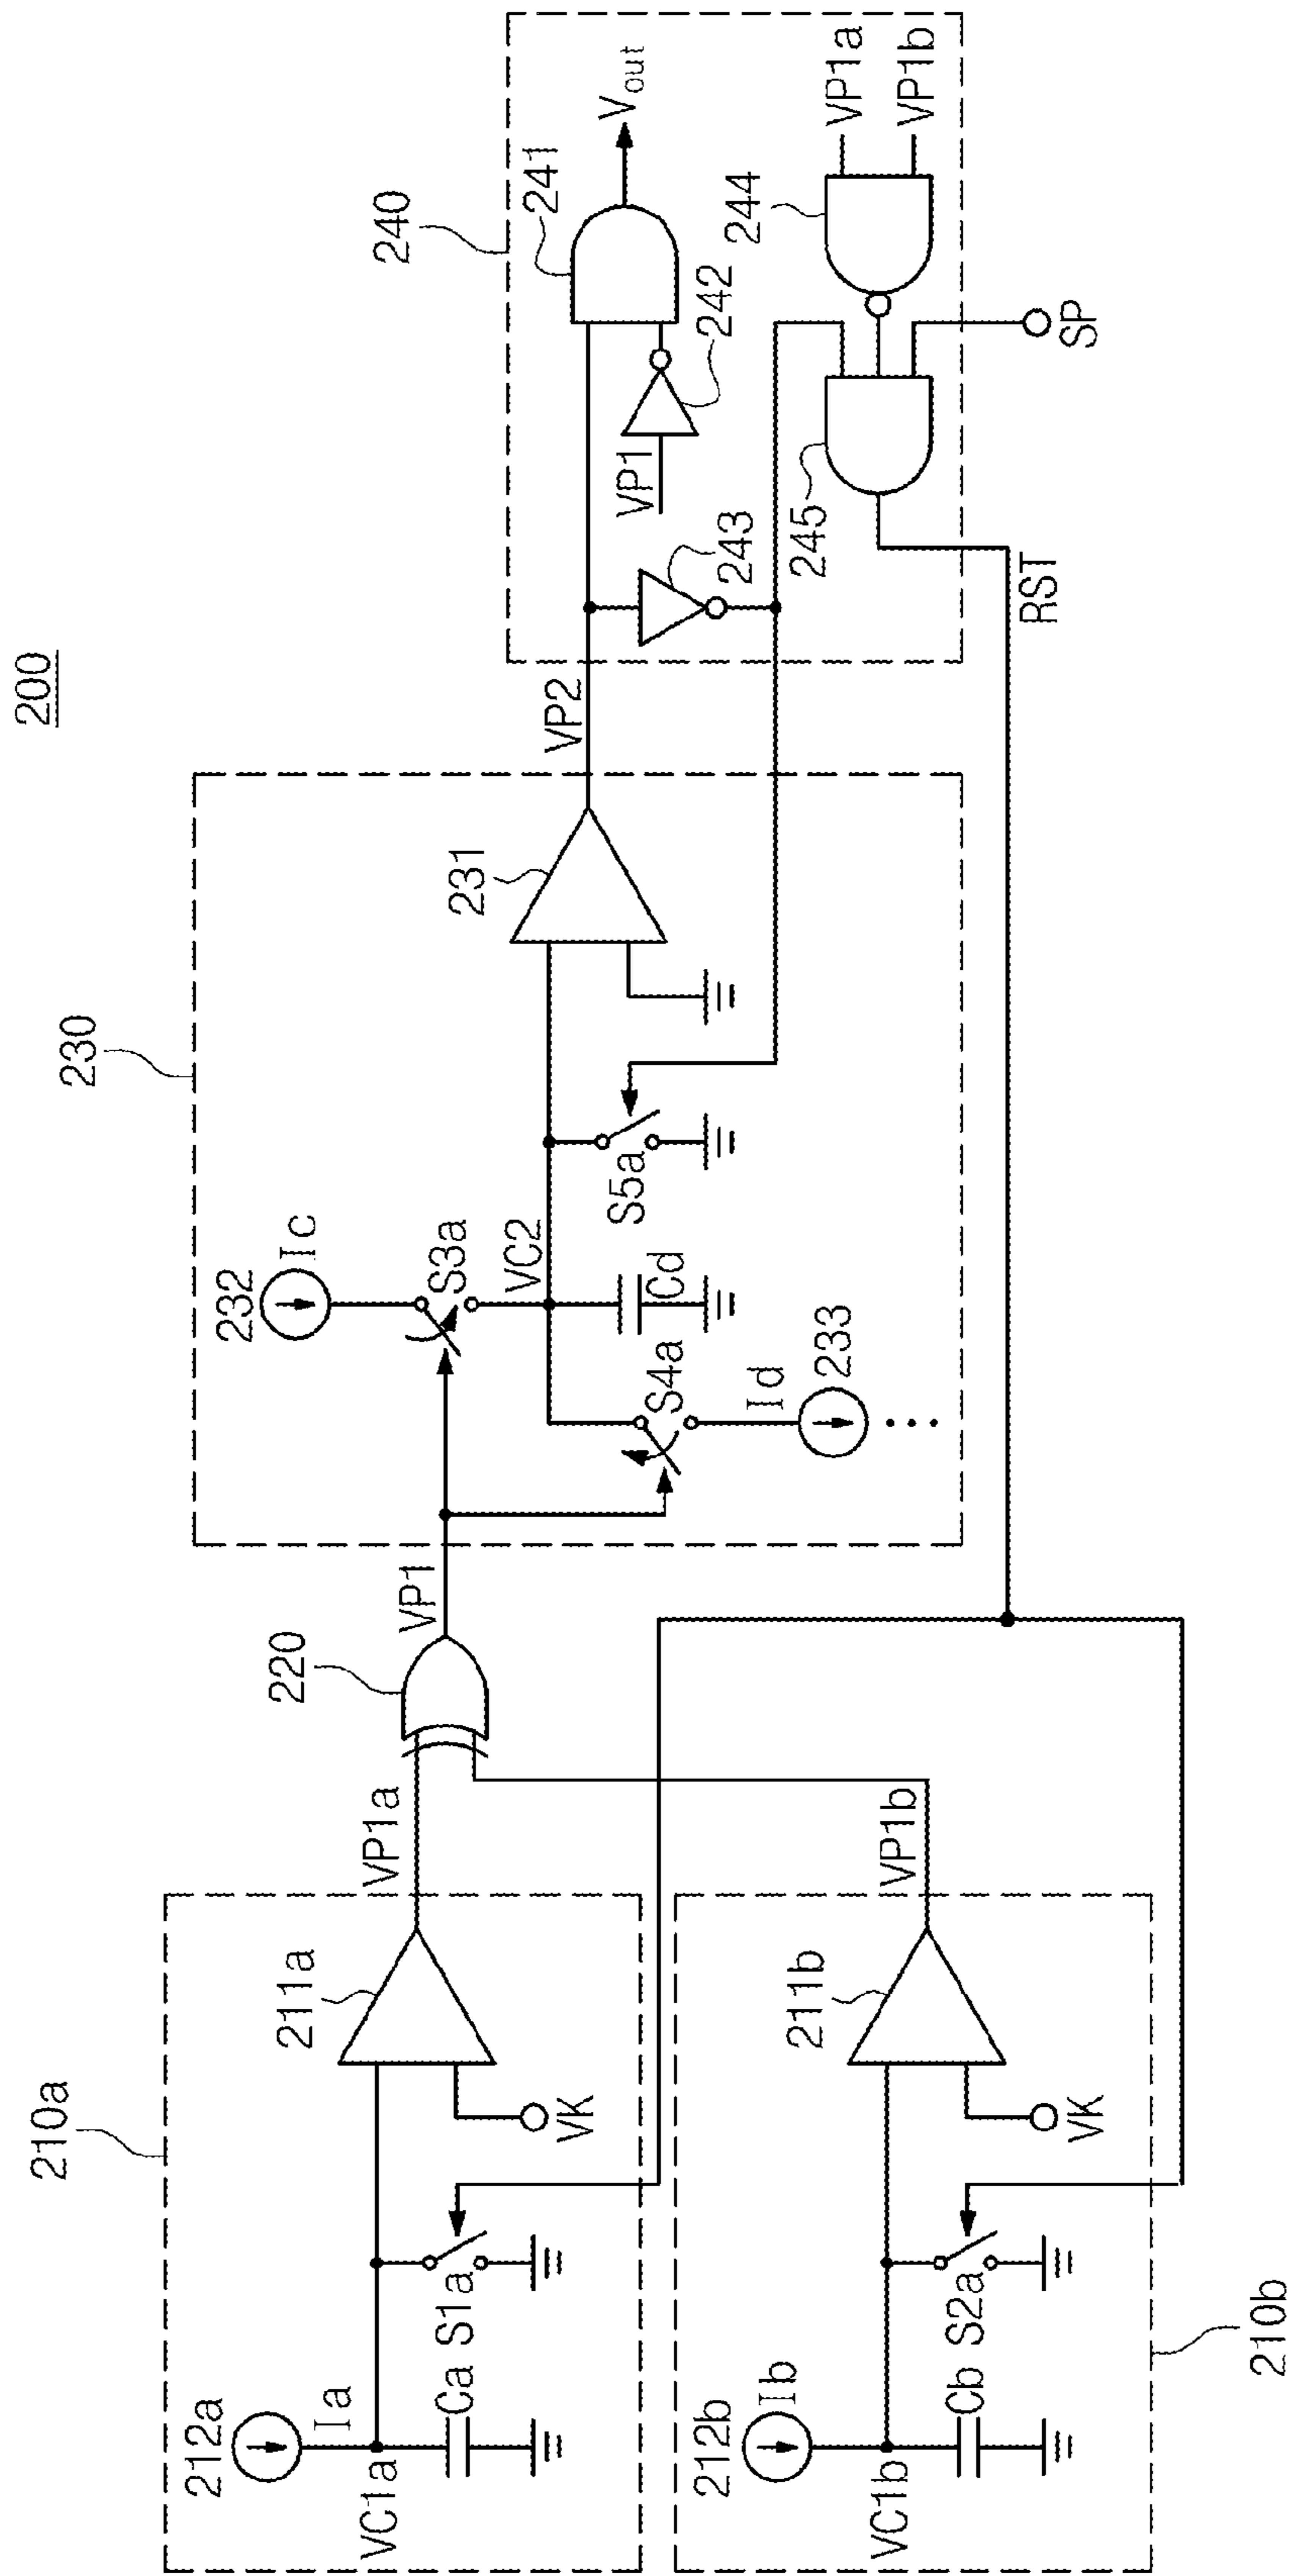 200
210a
212a
Ia
VC1a
Ca
S1a
VK
211a
VP1a
210b
212b
Ib
VC1b
Cb
S2a
VK
211b
VP1b
220
VP1
230
232
Ic
S3a
VC2
S4a
Cd
Id
233
S5a
231
VP2
240
241
Vout
VP1
242
243
244
VP1a
VP1b
245
SP
RST